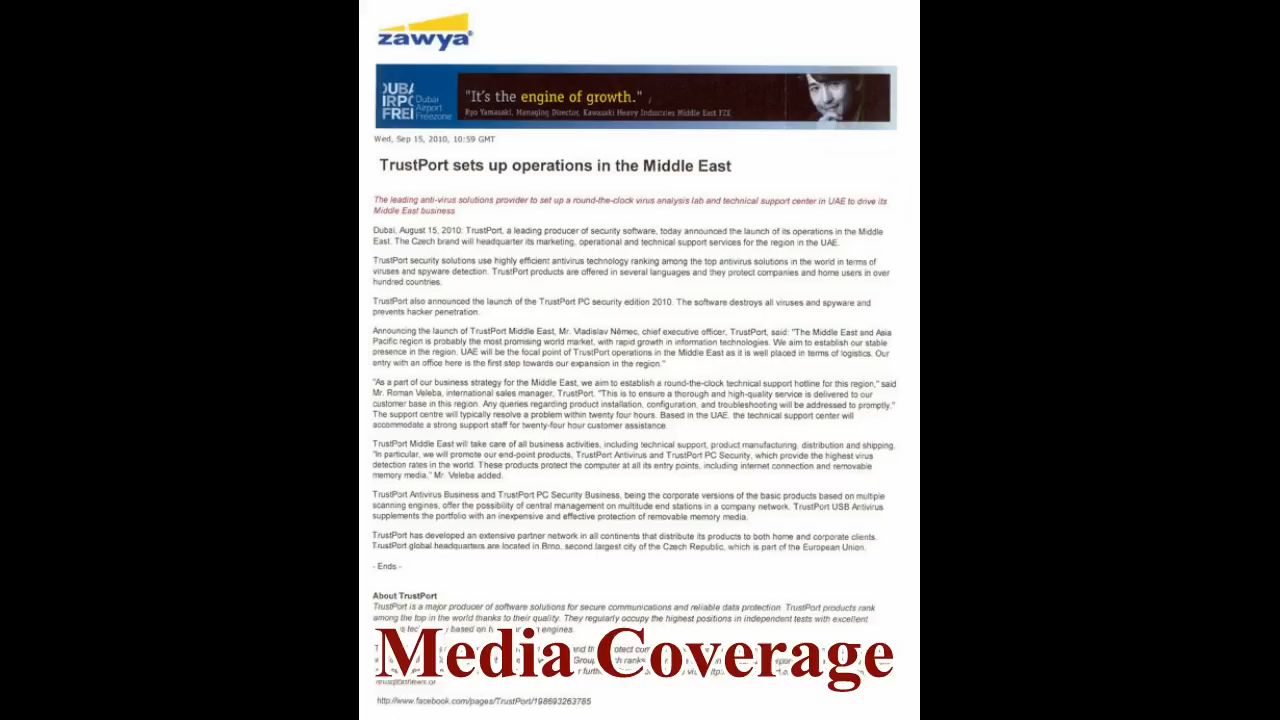 zawya
DUBA
IRPO
FREI
Dubai
Airport
Freezone
"It's the engine of growth."
Ryo Yamasaki, Managing Director, Kawasaki Heavy Industries Middle East FZE
Wed, Sep 15, 2010, 10:59 GMT
TrustPort sets up operations in the Middle East
The leading anti-virus solutions provider to set up a round-the-clock virus analysis lab and technical support center in UAE to drive its
Middle East business
Dubai, August 15, 2010: TrustPort, a leading producer of security software, today announced the launch of its operations in the Middle
East. The Czech brand will headquarter its marketing, operational and technical support services for the region in the UAE.
TrustPort security solutions use highly efficient antivirus technology ranking among the top antivirus solutions in the world in terms of
viruses and spyware detection. TrustPort products are offered in several languages and they protect companies and home users in over
hundred countries.
TrustPort also announced the launch of the TrustPort PC security edition 2010. The software destroys all viruses and spyware and
prevents hacker penetration.
Announcing the launch of TrustPort Middle East, Mr. Vladislav Němec, chief executive officer, TrustPort, said: "The Middle East and Asia
Pacific region is probably the most promising world market, with rapid growth in information technologies. We aim to establish our stable
presence in the region. UAE will be the focal point of TrustPort operations in the Middle East as it is well placed in terms of logistics. Our
entry with an office here is the first step towards our expansion in the region."
"As a part of our business strategy for the Middle East, we aim to establish a round-the-clock technical support hotline for this region," said
Mr. Roman Veleba, international sales manager, TrustPort. "This is to ensure a thorough and high-quality service is delivered to our
customer base in this region. Any queries regarding product installation, configuration, and troubleshooting will be addressed to promptly."
The support centre will typically resolve a problem within twenty four hours. Based in the UAE, the technical support center will
accommodate a strong support staff for twenty-four hour customer assistance.
TrustPort Middle East will take care of all business activities, including technical support, product manufacturing, distribution and shipping.
"In particular, we will promote our end-point products, TrustPort Antivirus and TrustPort PC Security, which provide the highest virus
detection rates in the world. These products protect the computer at all its entry points, including internet connection and removable
memory media," Mr. Veleba added.
TrustPort Antivirus Business and TrustPort PC Security Business, being the corporate versions of the basic products based on multiple
scanning engines, offer the possibility of central management on multitude end stations in a company network. TrustPort USB Antivirus
supplements the portfolio with an inexpensive and effective protection of removable memory media.
TrustPort has developed an extensive partner network in all continents that distribute its products to both home and corporate clients.
TrustPort global headquarters are located in Brno, second largest city of the Czech Republic, which is part of the European Union.
- Ends -
About TrustPort
TrustPort is a major producer of software solutions for secure communications and reliable data protection. TrustPort products rank
among the top in the world thanks to their quality. They regularly occupy the highest positions in independent tests with excellent
based on engines.
Media Coverage
http://www.facebook.com/pages/TrustPort/198693263785